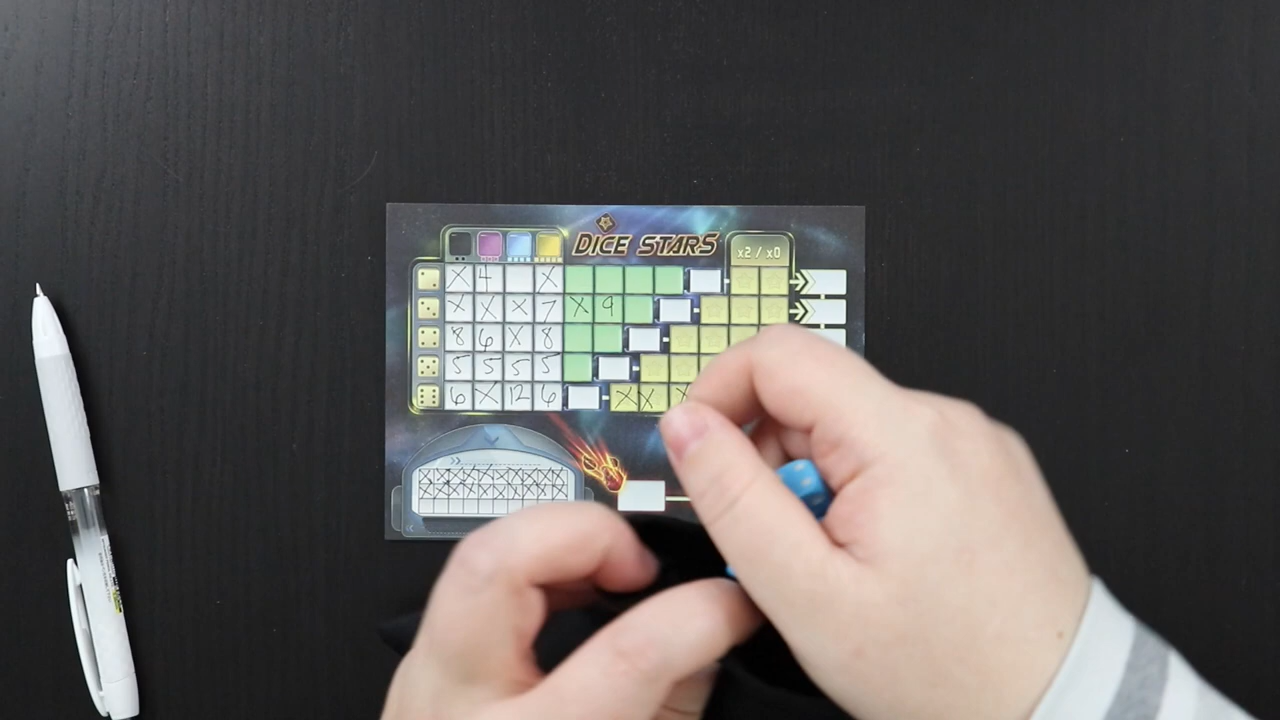 DICE STARS
x2 / x0
X 4 X
X X X 7 X 9
8 6 X 8
5 5 5 5
6 X 12 6 X X X